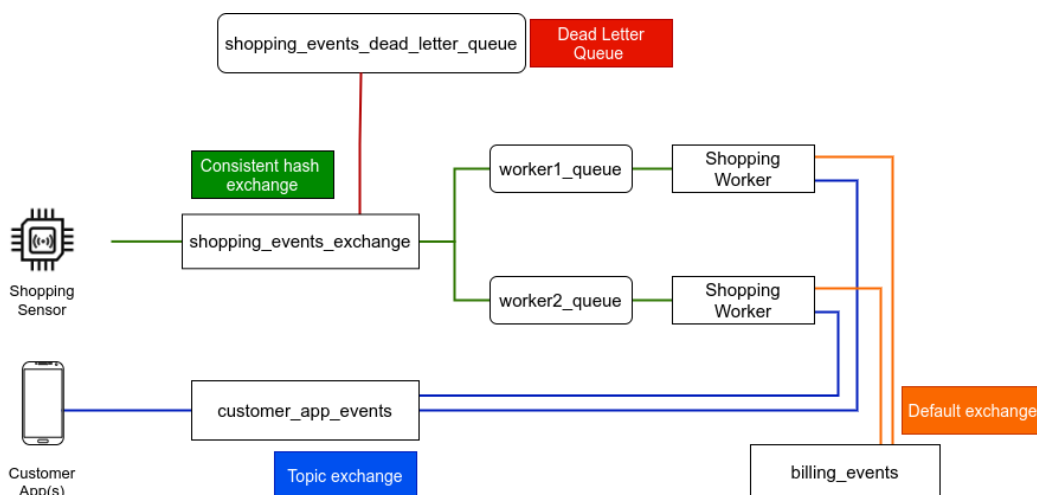 shopping_events_dead_letter_queue
Dead Letter
Queue
Consistent hash
exchange
worker1_queue
Shopping
Worker
shopping_events_exchange
Shopping
Sensor
worker2_queue
Shopping
Worker
customer_app_events
Default exchange
Topic exchange
billing_events
Customer
App(s)